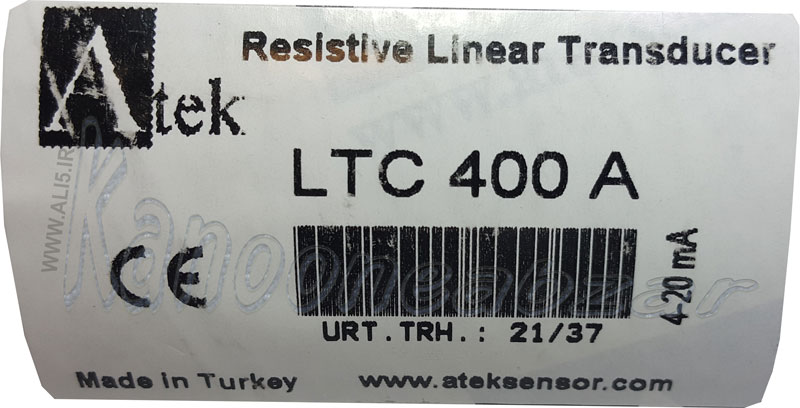 Atek
Resistive Linear Transducer
LTC 400 A
CE
4-20 mA
URT.TRH.: 21/37
Made in Turkey
www.ateksensor.com
WWW.ALI5.IR
Kanooneabzar